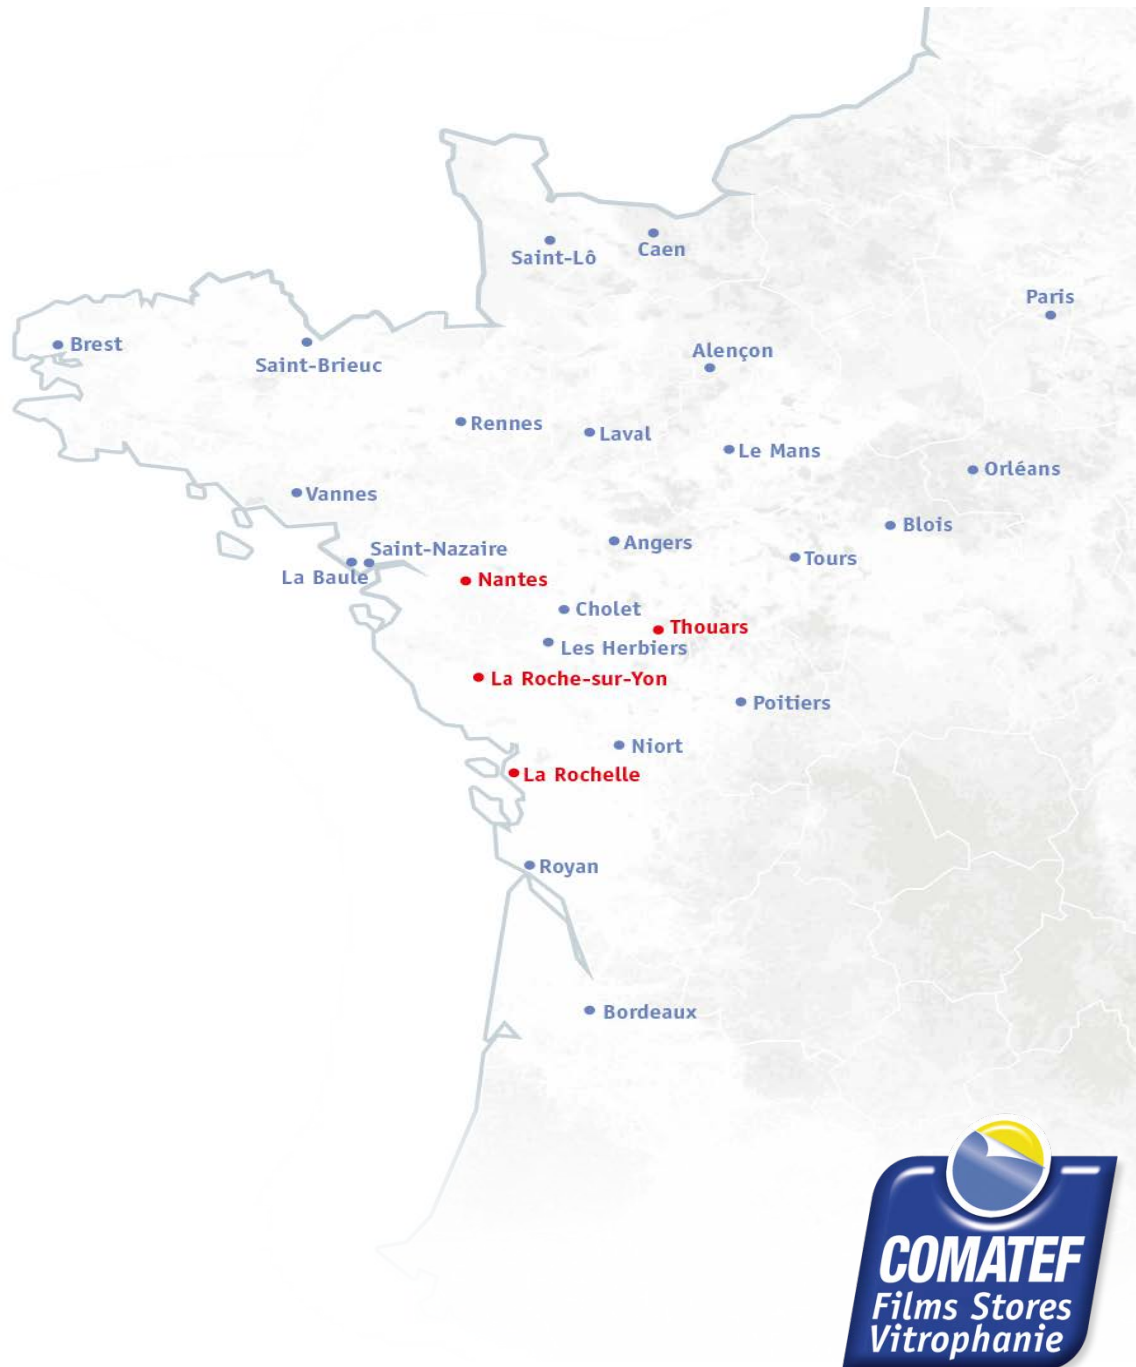 Saint-Lô
Caen
Paris
Brest
Saint-Brieuc
Alençon
Rennes
Laval
Le Mans
Orléans
Vannes
Blois
Saint-Nazaire
Angers
Tours
La Baule
Nantes
Cholet
Thouars
Les Herbiers
La Roche-sur-Yon
Poitiers
Niort
La Rochelle
Royan
Bordeaux
COMATEF
Films Stores
Vitrophanie